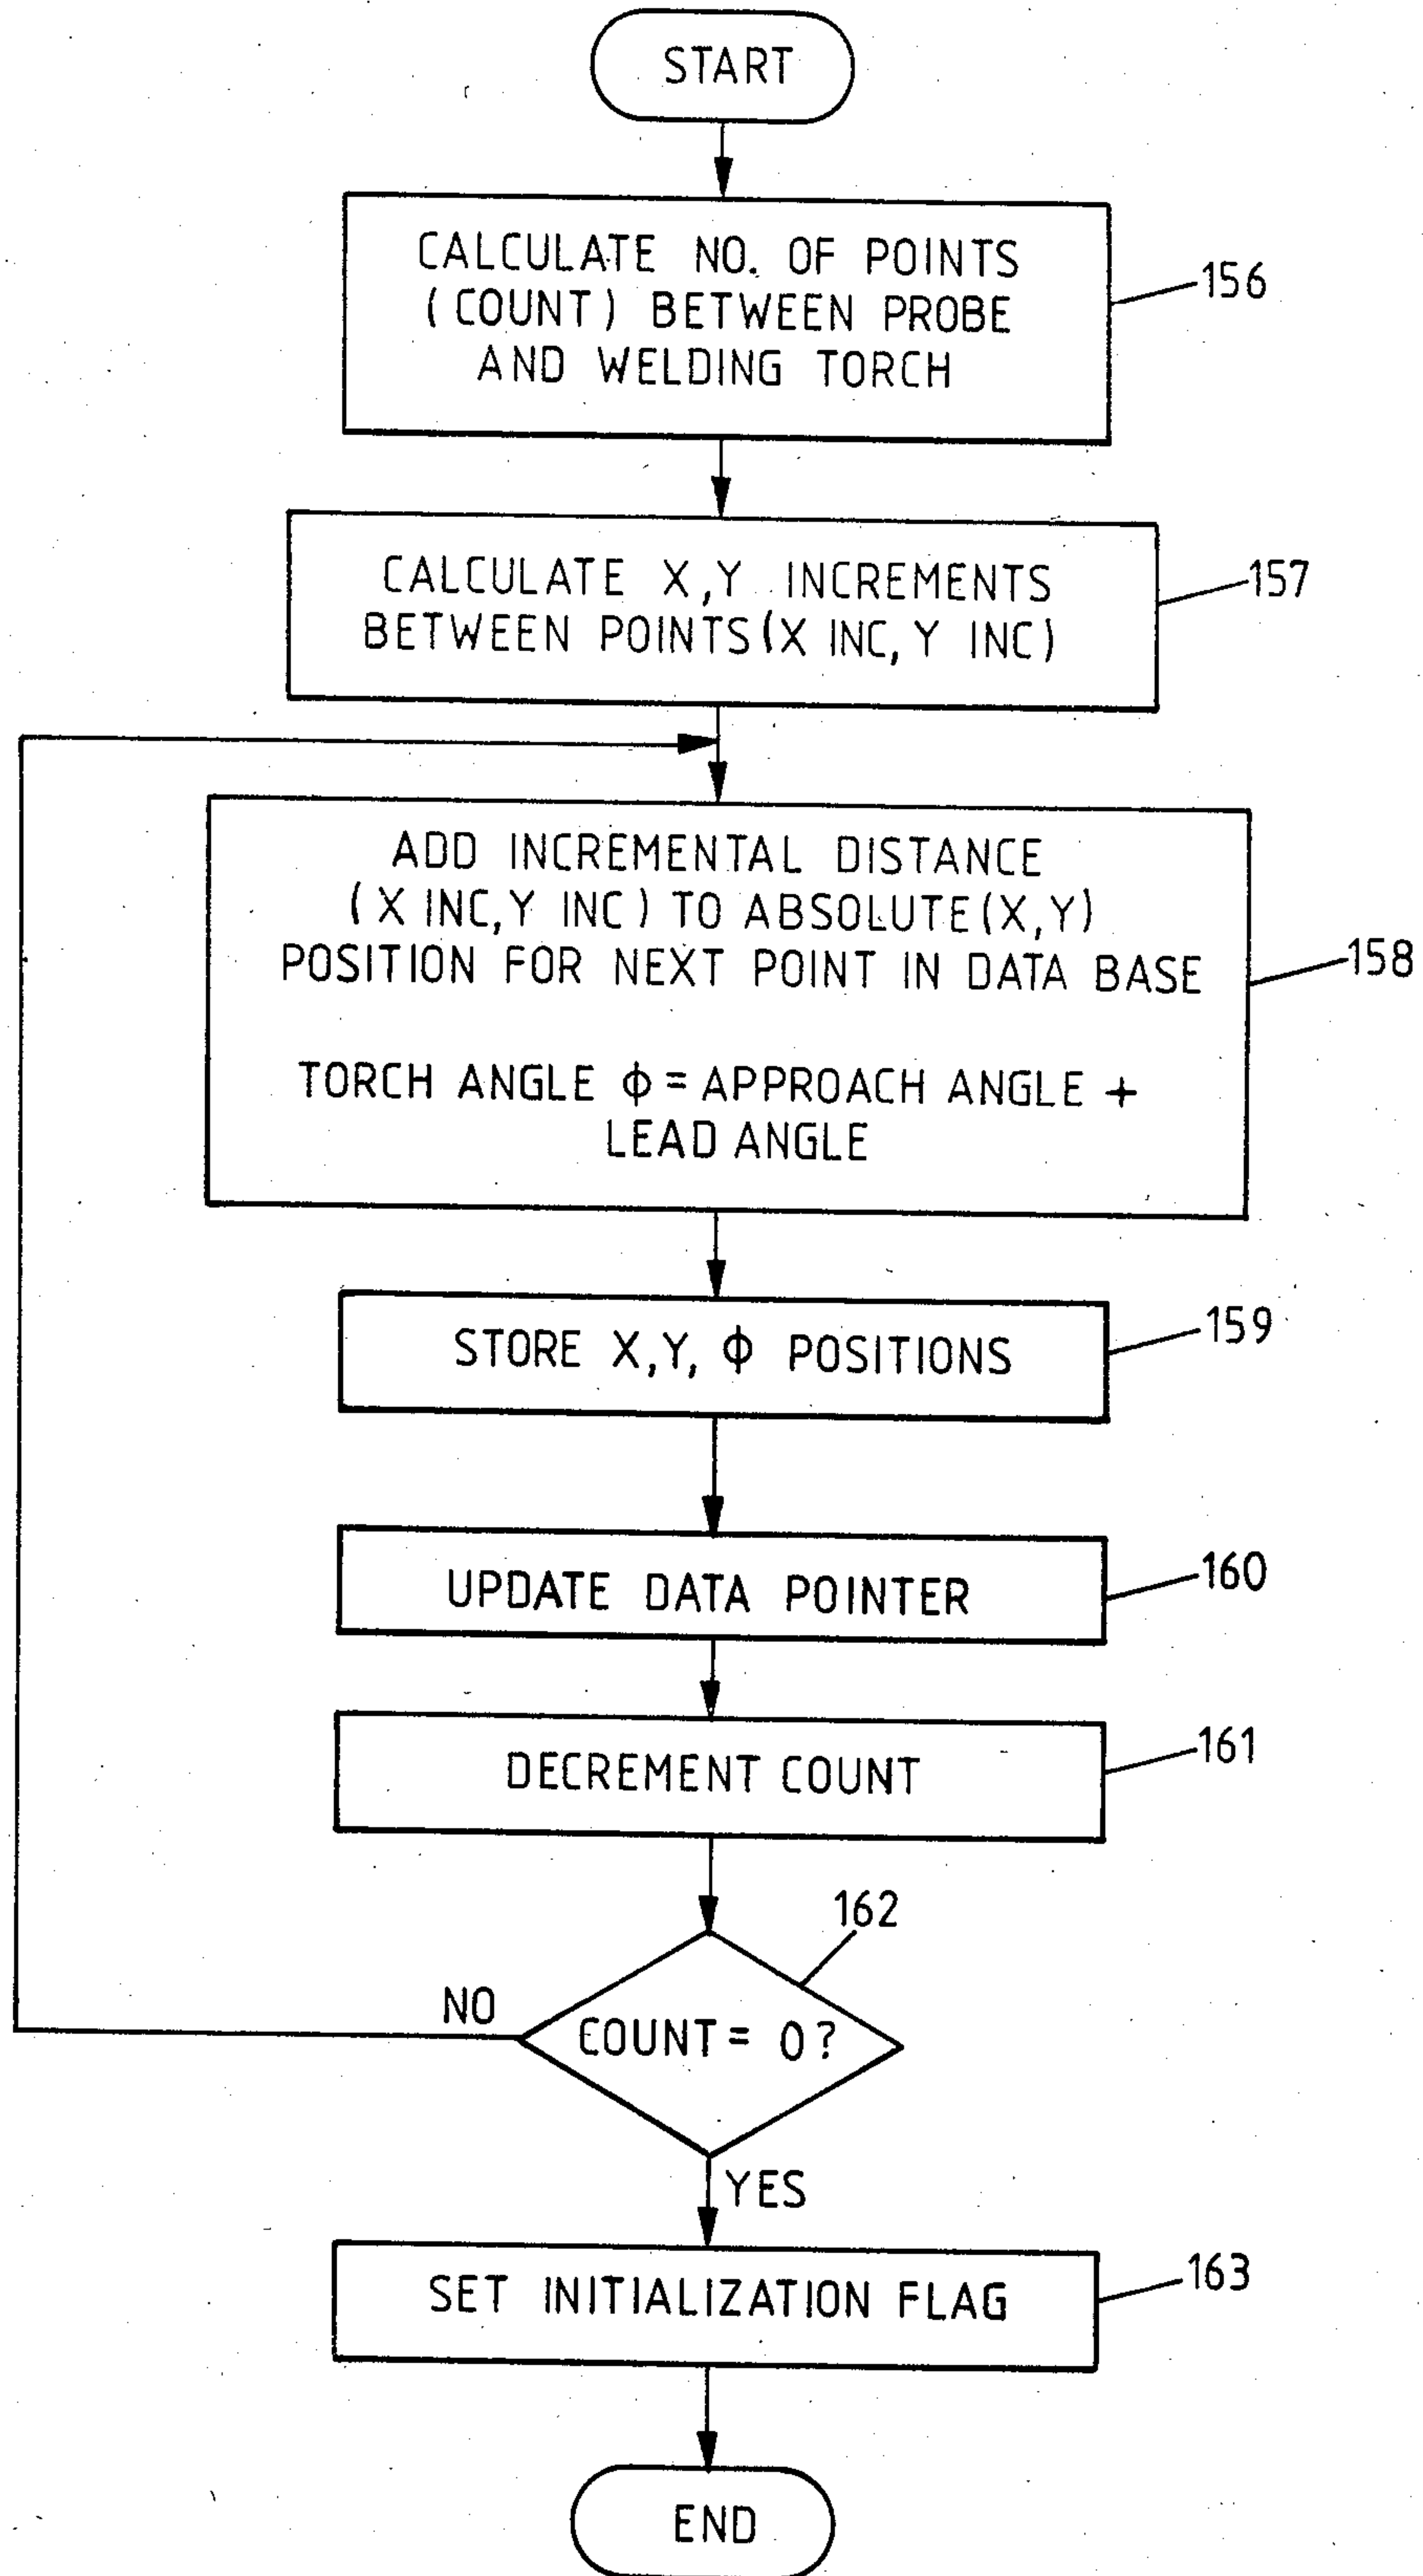 START
CALCULATE NO. OF POINTS
(COUNT) BETWEEN PROBE
AND WELDING TORCH
156
CALCULATE X,Y INCREMENTS
BETWEEN POINTS(X INC, Y INC)
157
ADD INCREMENTAL DISTANCE
(X INC, Y INC) TO ABSOLUTE(X,Y)
POSITION FOR NEXT POINT IN DATA BASE
TORCH ANGLE Φ = APPROACH ANGLE +
LEAD ANGLE
158
STORE X,Y, Φ POSITIONS
159
UPDATE DATA POINTER
160
DECREMENT COUNT
161
162
NO
COUNT = 0?
YES
SET INITIALIZATION FLAG
163
END